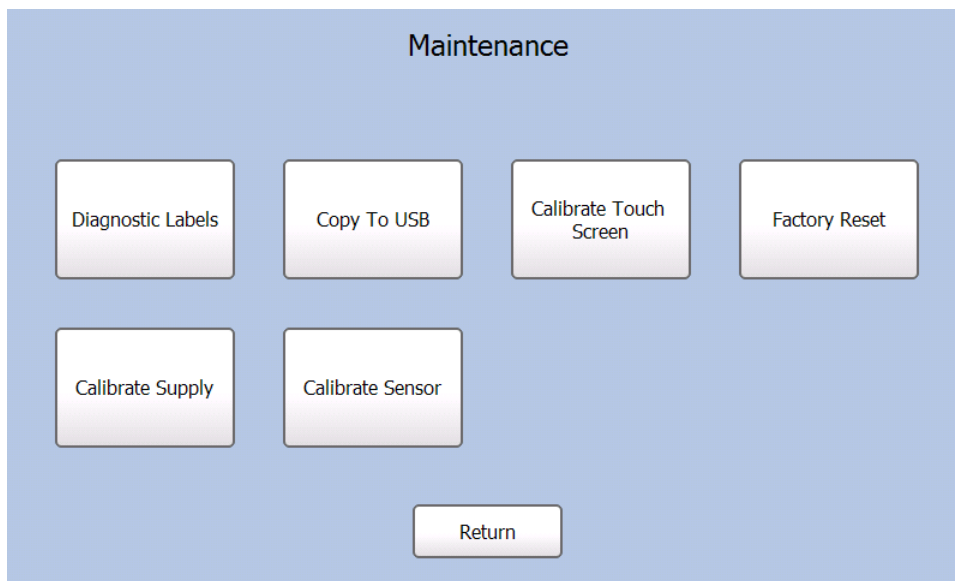 Maintenance
Diagnostic Labels
Copy To USB
Calibrate Touch
Screen
Factory Reset
Calibrate Supply
Calibrate Sensor
Return